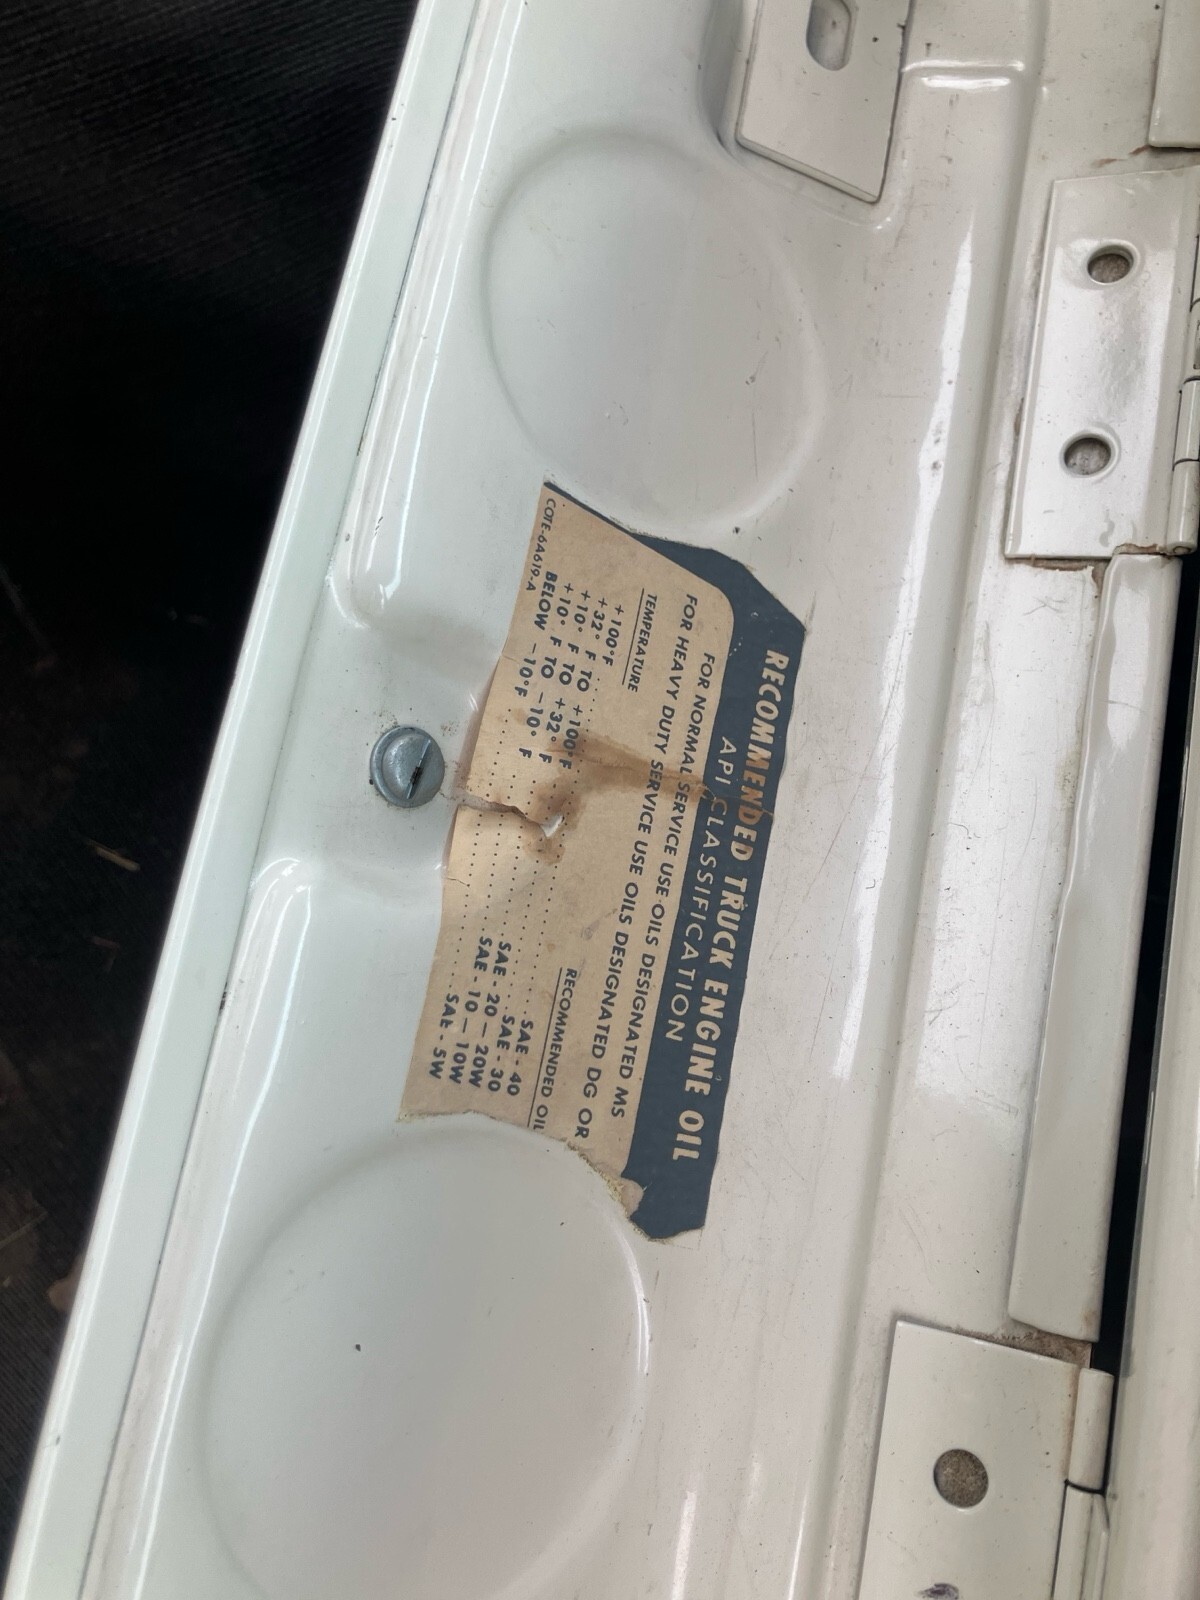 RECOMMENDED TRUCK ENGINE OIL
API CLASSIFICATION
FOR NORMAL SERVICE USE OILS DESIGNATED MS
FOR HEAVY DUTY SERVICE USE OILS DESIGNATED DG OR
TEMPERATURE RECOMMENDED OIL
+100°F SAE - 40
+32° F TO +100°F SAE - 30
+10° F TO +32° F SAE - 20 — 20W
+10° F TO -10° F SAE - 10 — 10W
BELOW -10°F SAE - 5W
COTE-6A619-A